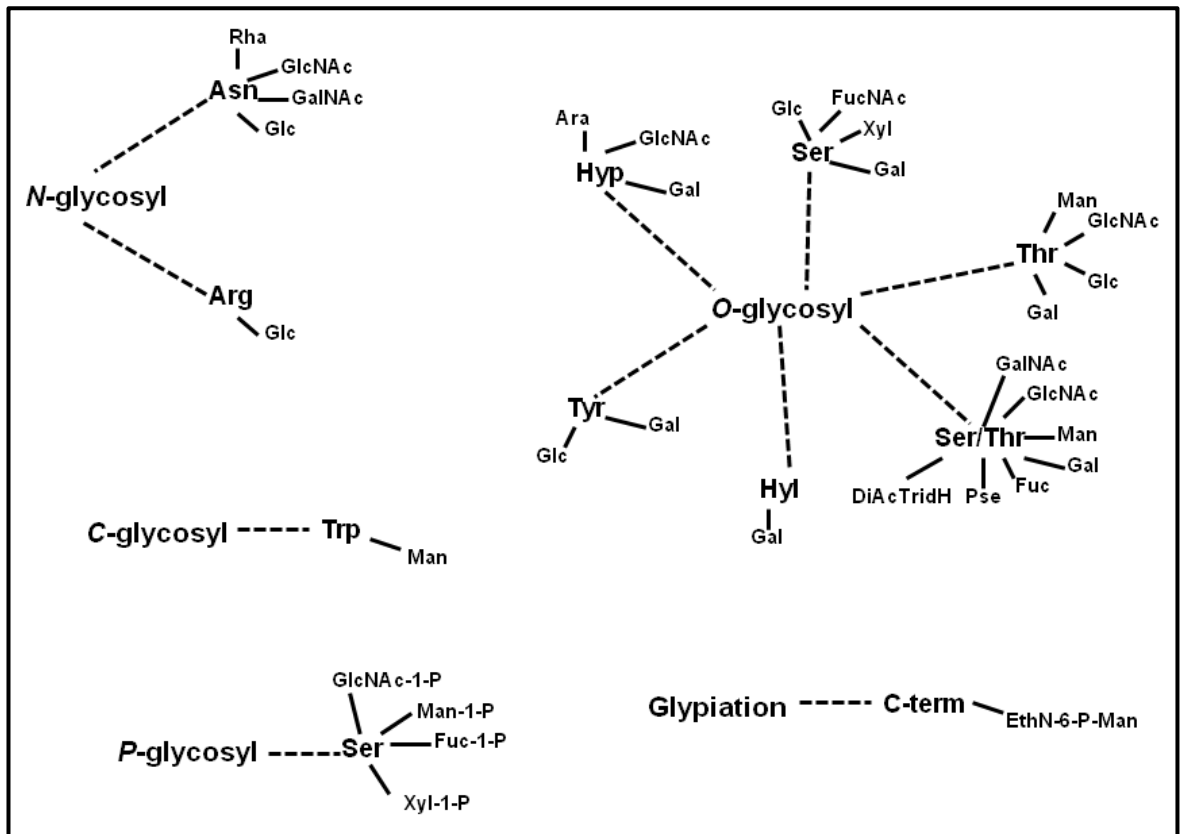 Rha
GlcNAc
Asn
GalNAc
Glc
N-glycosyl
Arg
Glc
Ara
GlcNAc
Hyp
Gal
Glc
FucNAc
Xyl
Ser
Gal
Man
GlcNAc
Thr
Glc
Gal
O-glycosyl
GalNAc
GlcNAc
Ser/Thr
Man
Gal
Fuc
Pse
DiAcTridH
Tyr
Gal
Glc
Hyl
Gal
C-glycosyl
Trp
Man
GlcNAc-1-P
Man-1-P
P-glycosyl
Ser
Fuc-1-P
Xyl-1-P
Glypiation
C-term
EthN-6-P-Man